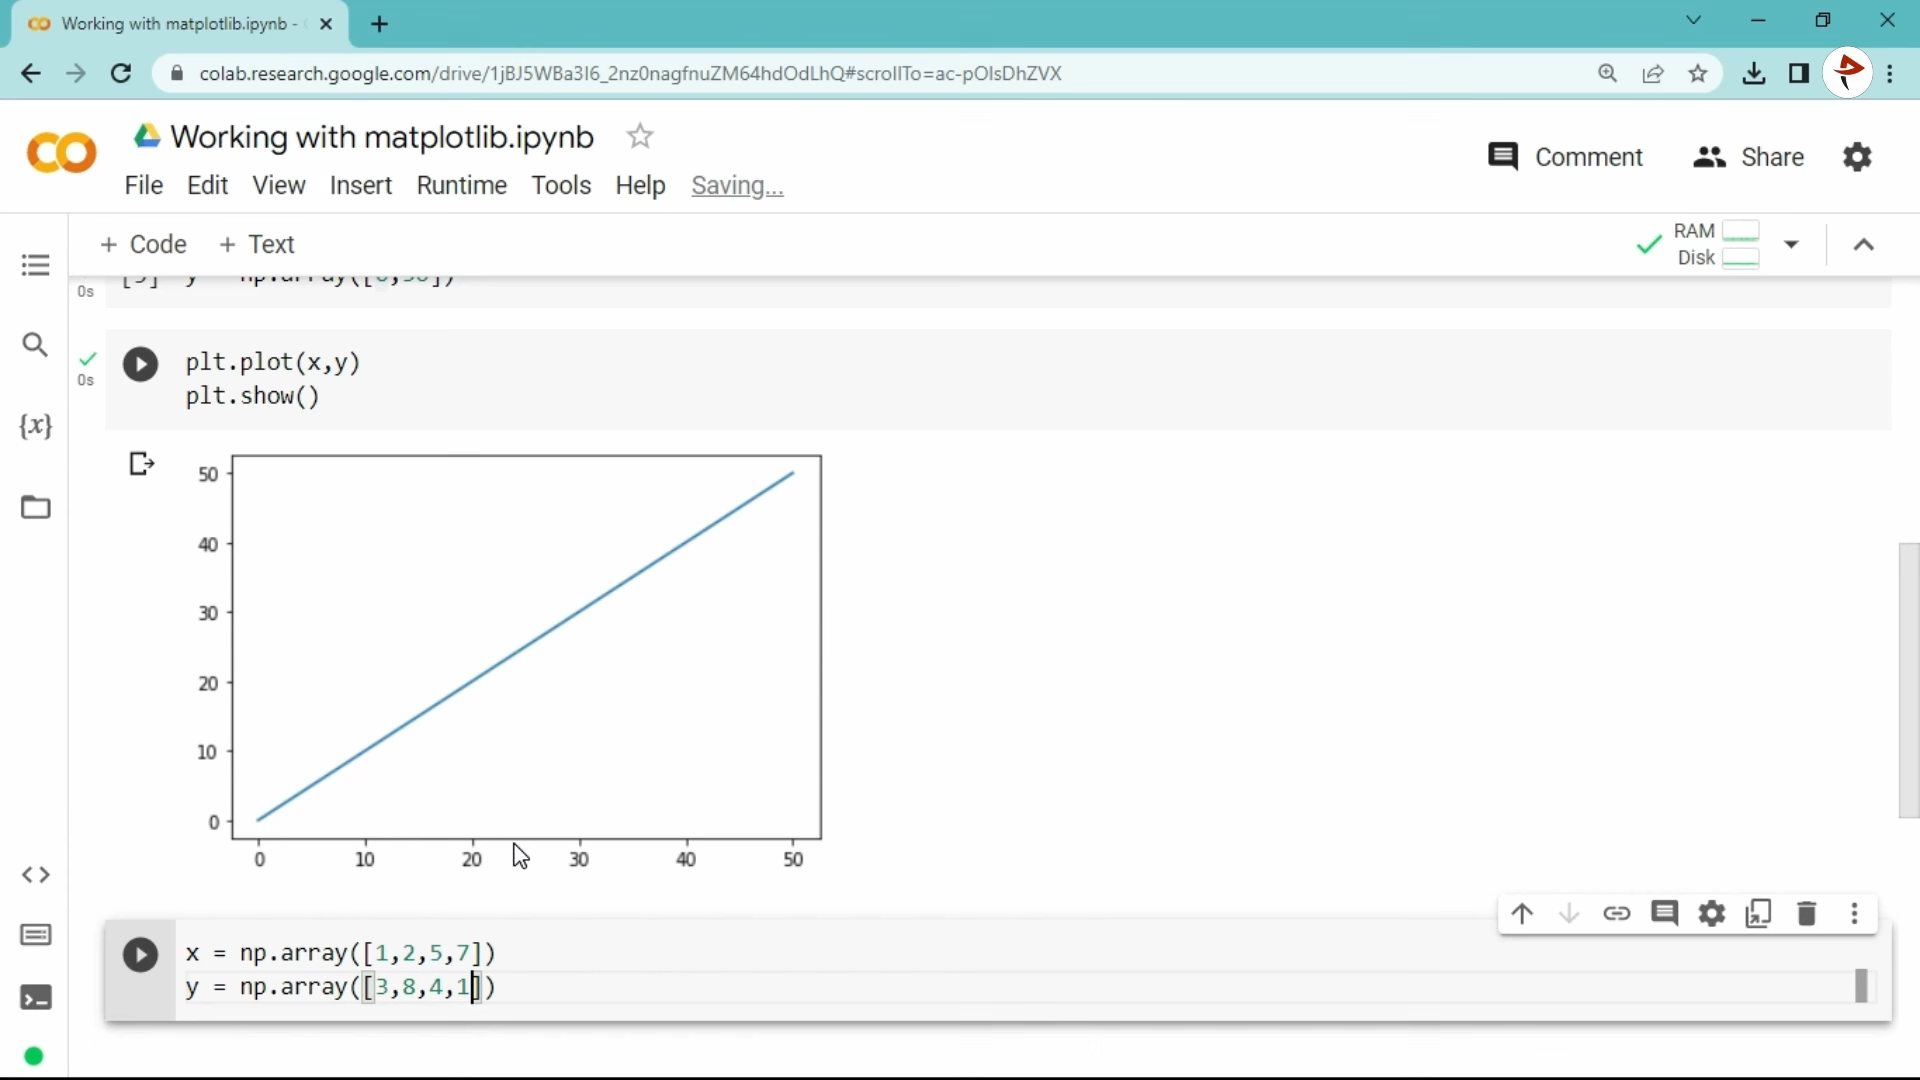 Working with matplotlib.ipynb -
colab.research.google.com/drive/1jBJ5WBa3I6_2nz0nagfnuZM64hdOdLhQ#scrollTo=ac-pOIsDhZVX
CO Working with matplotlib.ipynb
Comment Share
File Edit View Insert Runtime Tools Help Saving...
+ Code + Text
RAM
Disk
0s
{x}
0s
plt.plot(x,y)
plt.show()
50
40
30
20
10
0
0 10 20 30 40 50
x = np.array([1,2,5,7])
y = np.array([3,8,4,1])